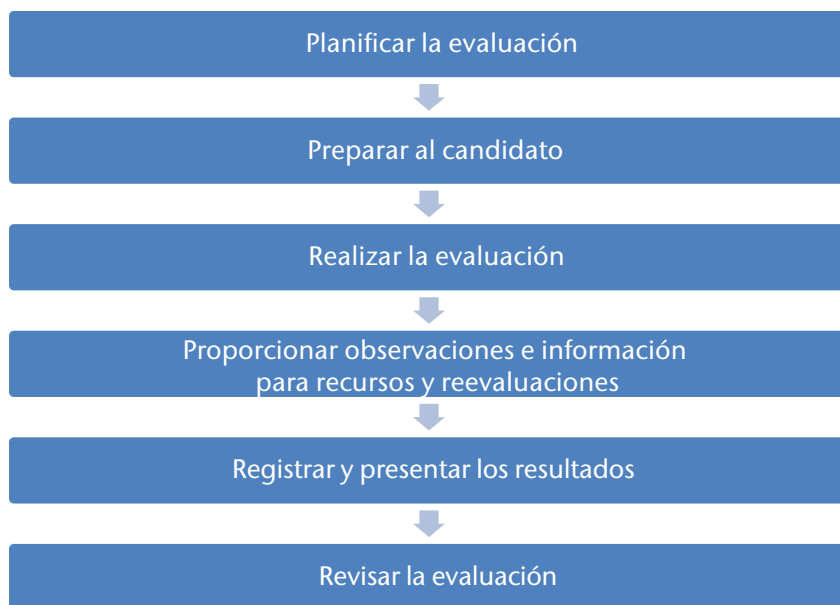 Planificar la evaluación
Preparar al candidato
Realizar la evaluación
Proporcionar observaciones e información
para recursos y reevaluaciones
Registrar y presentar los resultados
Revisar la evaluación